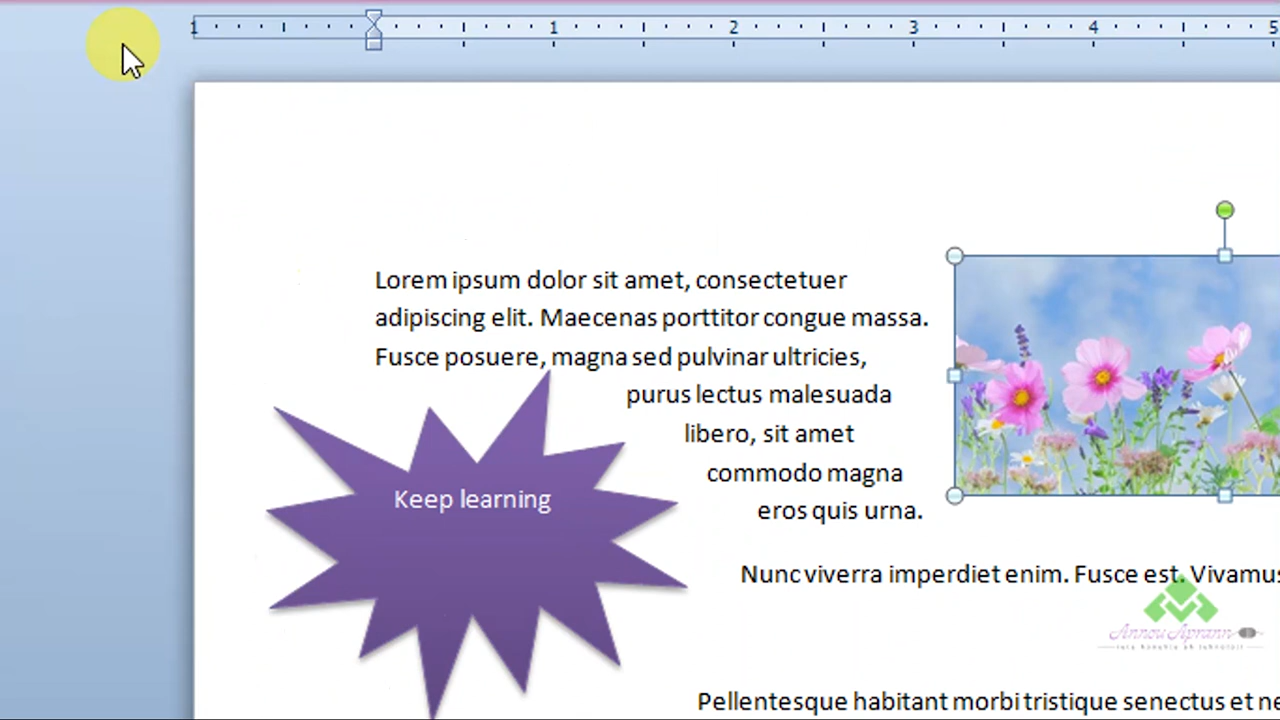 1 1 2 3 4 5
Lorem ipsum dolor sit amet, consectetuer
adipiscing elit. Maecenas porttitor congue massa.
Fusce posuere, magna sed pulvinar ultricies,
purus lectus malesuada
libero, sit amet
commodo magna
eros quis urna.
Keep learning
Nunc viverra imperdiet enim. Fusce est. Vivamus
Annou Aprann
Pellentesque habitant morbi tristique senectus et ne